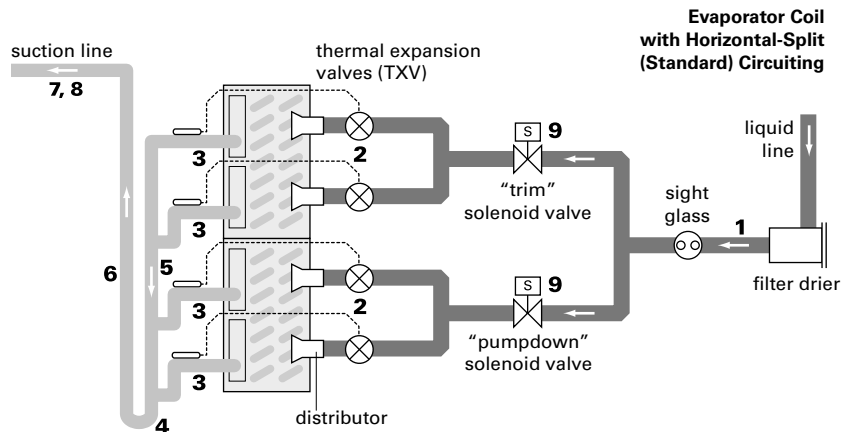 Evaporator Coil
with Horizontal-Split
(Standard) Circuiting
suction line
7, 8
thermal expansion
valves (TXV)
liquid
line
S
9
2
3
"trim"
solenoid valve
sight
glass
1
3
filter drier
6
5
S
9
2
3
"pumpdown"
solenoid valve
3
4
distributor